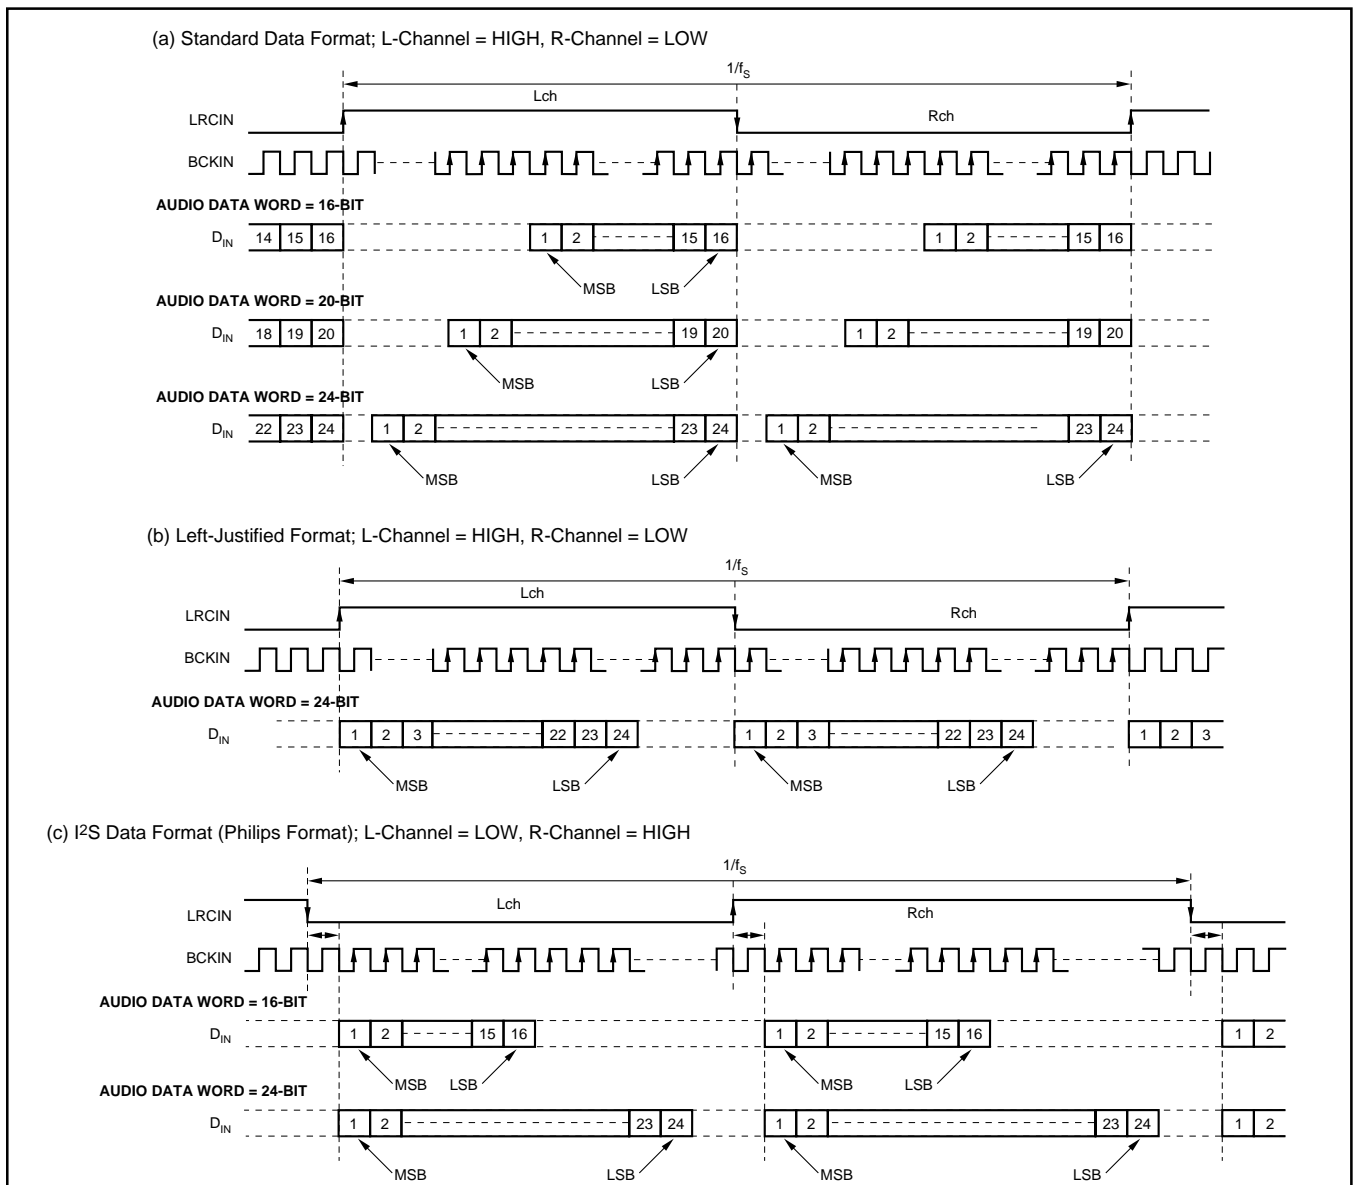 (a) Standard Data Format; L-Channel = HIGH, R-Channel = LOW
1/fS
Lch
Rch
LRCIN
BCKIN
AUDIO DATA WORD = 16-BIT
DIN 14 15 16 1 2 15 16 1 2 15 16
MSB LSB
AUDIO DATA WORD = 20-BIT
DIN 18 19 20 1 2 19 20 1 2 19 20
MSB LSB
AUDIO DATA WORD = 24-BIT
DIN 22 23 24 1 2 23 24 1 2 23 24
MSB LSB MSB LSB
(b) Left-Justified Format; L-Channel = HIGH, R-Channel = LOW
1/fS
Lch
Rch
LRCIN
BCKIN
AUDIO DATA WORD = 24-BIT
DIN 1 2 3 22 23 24 1 2 3 22 23 24 1 2 3
MSB LSB MSB LSB
(c) I2S Data Format (Philips Format); L-Channel = LOW, R-Channel = HIGH
1/fS
Lch
Rch
LRCIN
BCKIN
AUDIO DATA WORD = 16-BIT
DIN 1 2 15 16 1 2 15 16 1 2
MSB LSB MSB LSB
AUDIO DATA WORD = 24-BIT
DIN 1 2 23 24 1 2 23 24 1 2
MSB LSB MSB LSB